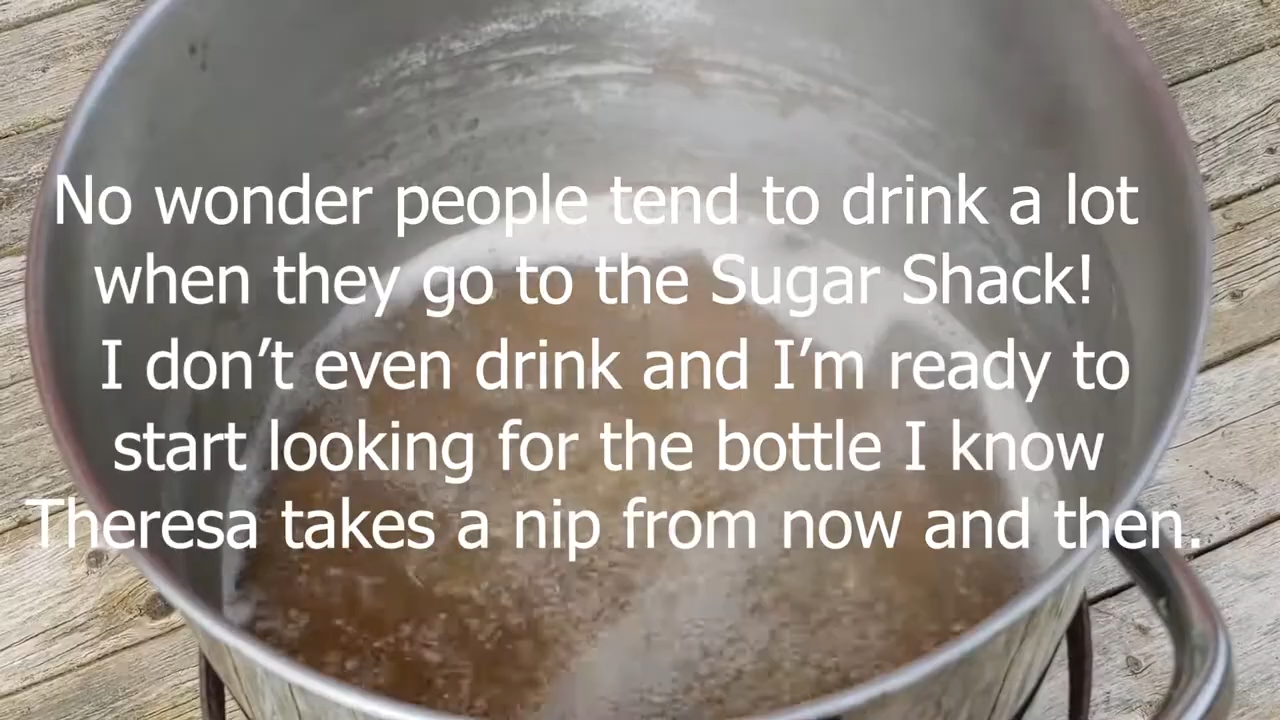 No wonder people tend to drink a lot
when they go to the Sugar Shack!
I don’t even drink and I’m ready to
start looking for the bottle I know
Theresa takes a nip from now and then.